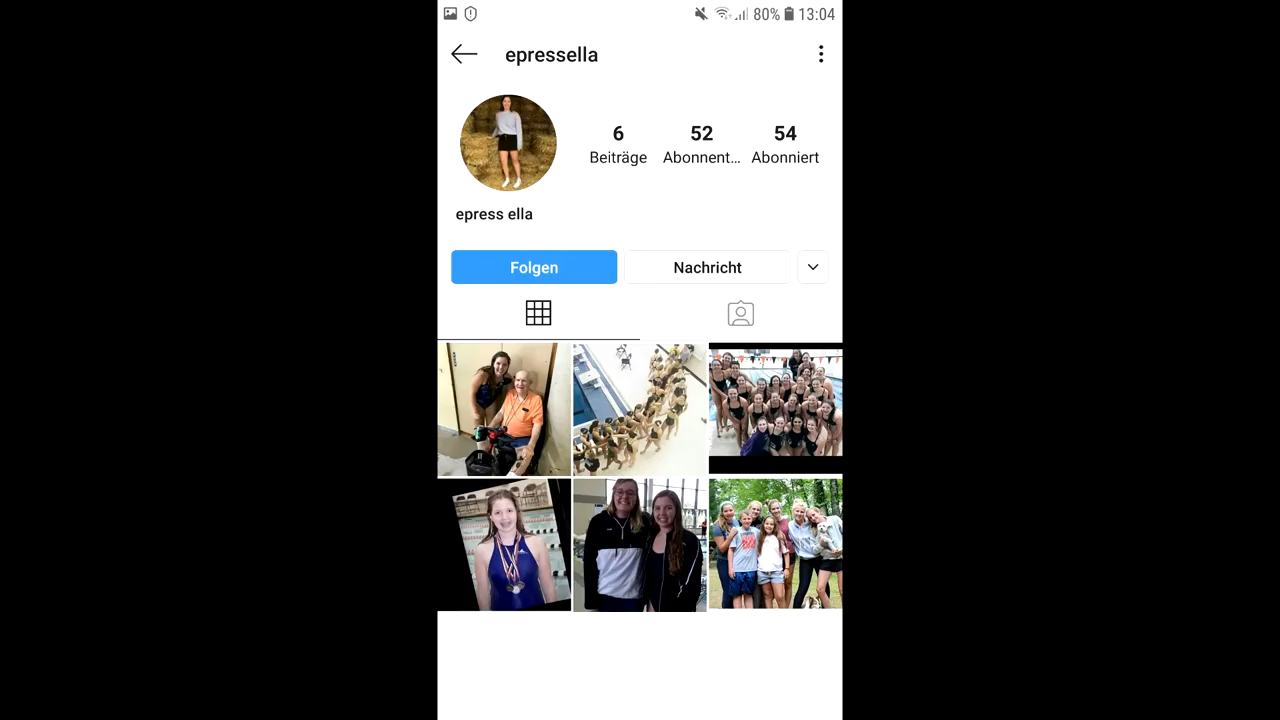 80% 13:04
epressella
6 52 54
Beiträge Abonnent... Abonniert
epress ella
Folgen Nachricht